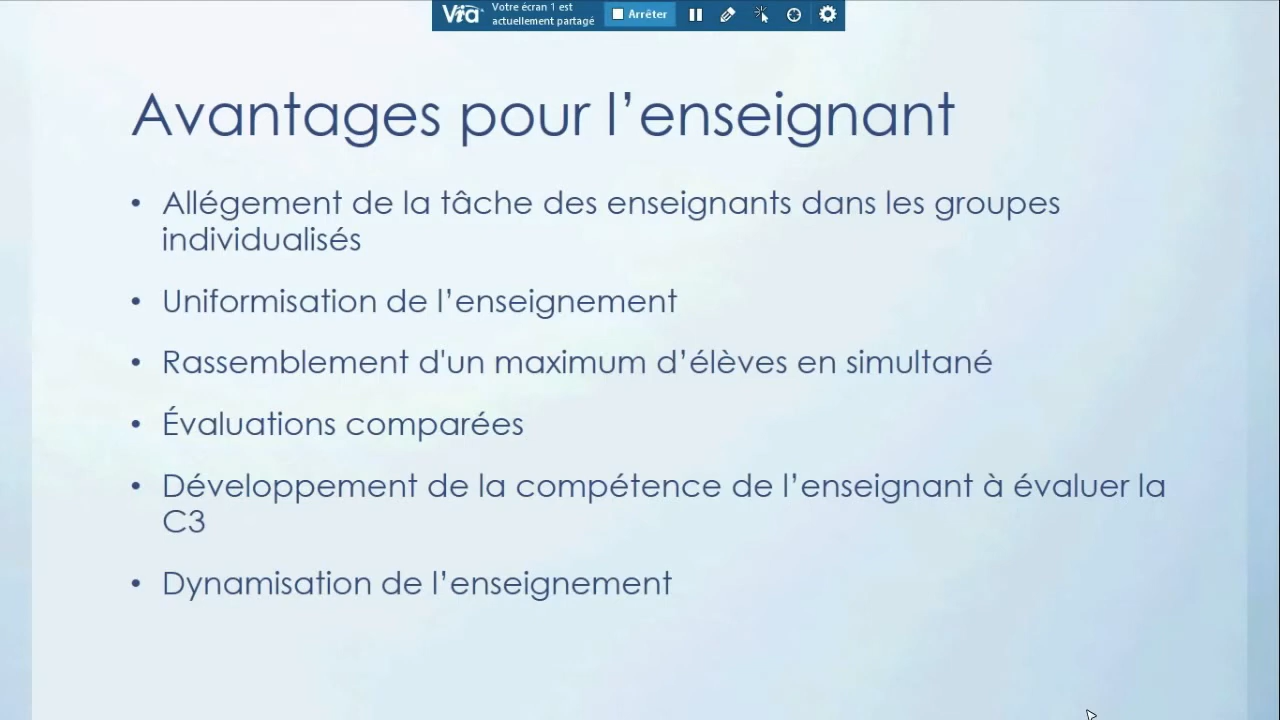 Via
Votre écran 1 est
actuellement partagé
Arrêter
Avantages pour l’enseignant
• Allégement de la tâche des enseignants dans les groupes
individualisés
• Uniformisation de l’enseignement
• Rassemblement d'un maximum d’élèves en simultané
• Évaluations comparées
• Développement de la compétence de l’enseignant à évaluer la
C3
• Dynamisation de l’enseignement